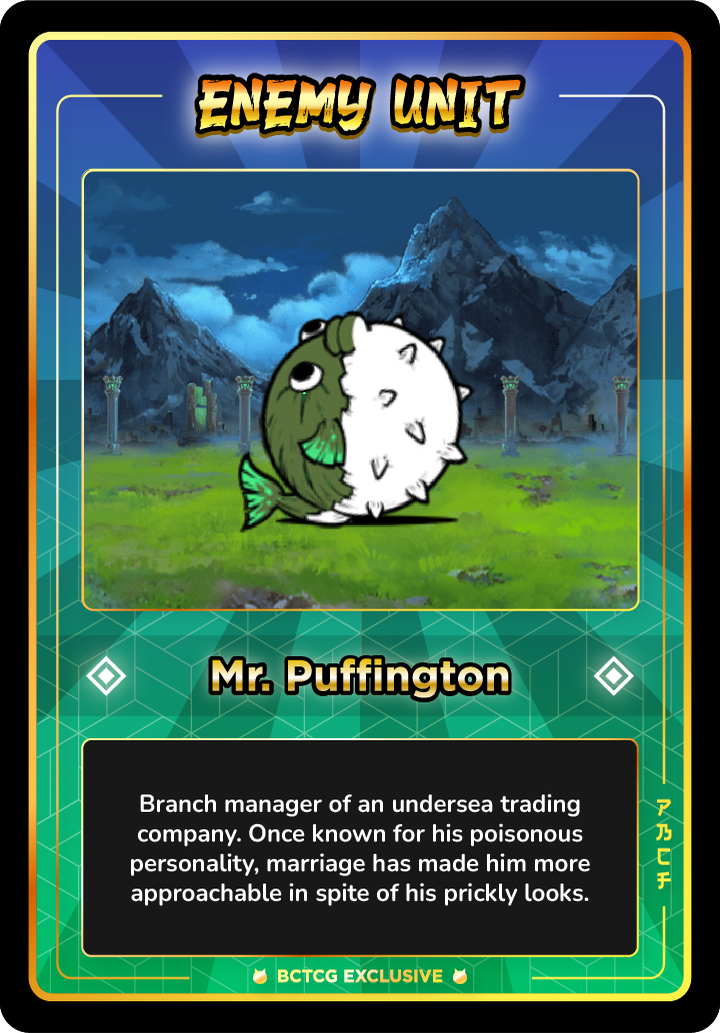 ENEMY UNIT
Mr. Puffington
Branch manager of an undersea trading
company. Once known for his poisonous
personality, marriage has made him more
approachable in spite of his prickly looks.
BCTCG EXCLUSIVE